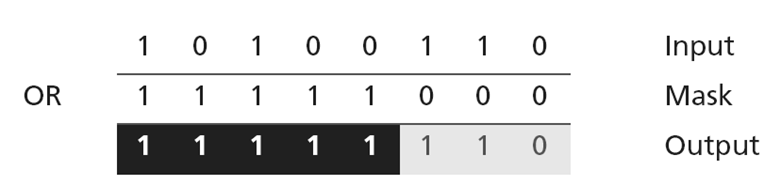 1 0 1 0 0 1 1 0 Input
OR 1 1 1 1 1 0 0 0 Mask
1 1 1 1 1 1 1 0 Output